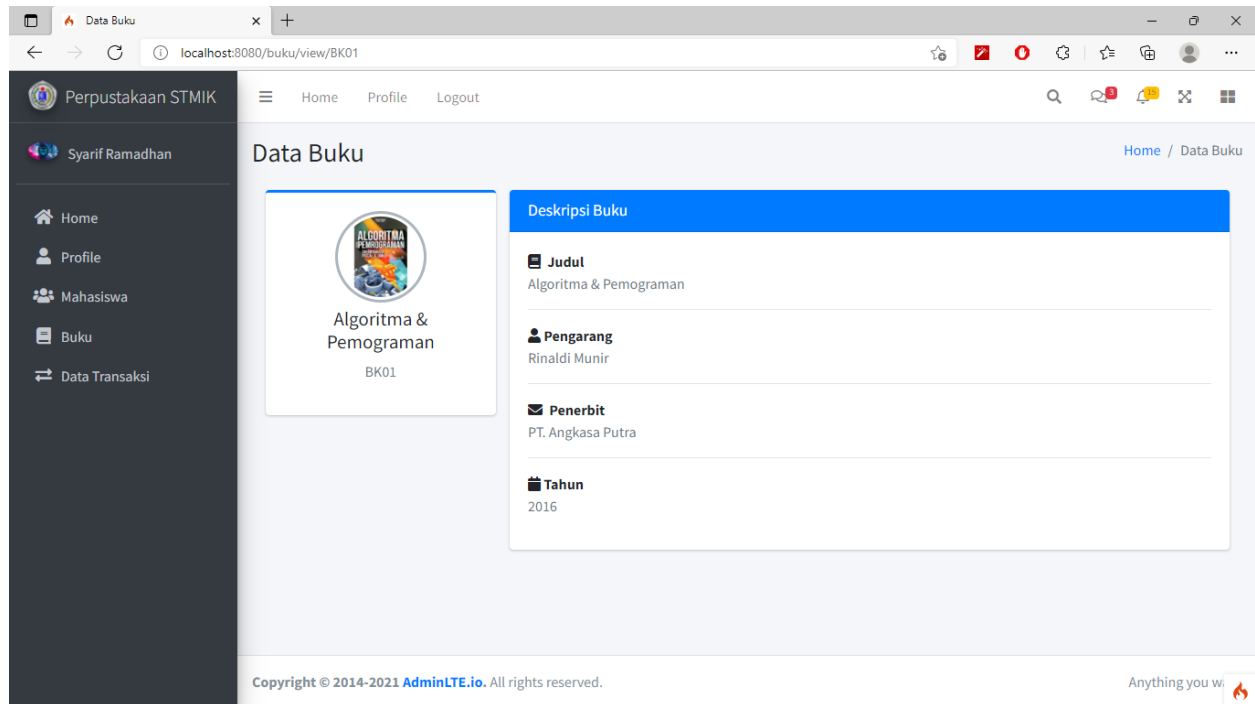 Data Buku
localhost:8080/buku/view/BK01
Perpustakaan STMIK
Home Profile Logout
3
15
Syarif Ramadhan
Data Buku
Home / Data Buku
Home
Profile
Mahasiswa
Buku
Data Transaksi
ALGORITMA
PEMROGRAMAN
Algoritma &
Pemograman
BK01
Deskripsi Buku
Judul
Algoritma & Pemograman
Pengarang
Rinaldi Munir
Penerbit
PT. Angkasa Putra
Tahun
2016
Copyright © 2014-2021 AdminLTE.io. All rights reserved.
Anything you w